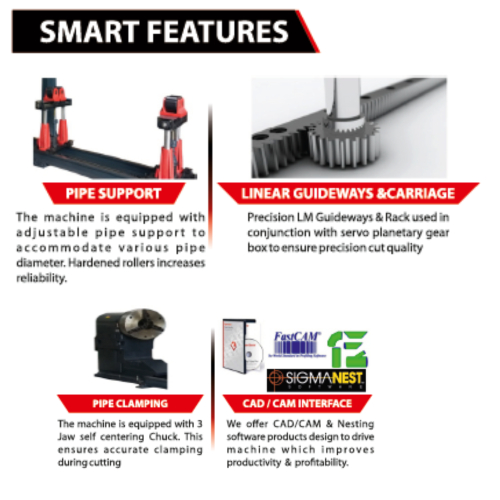 SMART FEATURES
PIPE SUPPORT
The machine is equipped with
adjustable pipe support to
accommodate various pipe
diameter. Hardened rollers increases
reliability.
LINEAR GUIDEWAYS &CARRIAGE
Precision LM Guideways & Rack used in
conjunction with servo planetary gear
box to ensure precision cut quality
PIPE CLAMPING
The machine is equipped with 3
Jaw self centering Chuck. This
ensures accurate clamping
during cutting
FastCAM®
SIGMANEST
SOFTWARE
CAD / CAM INTERFACE
We offer CAD/CAM & Nesting
software products design to drive
machine which improves
productivity & profitability.